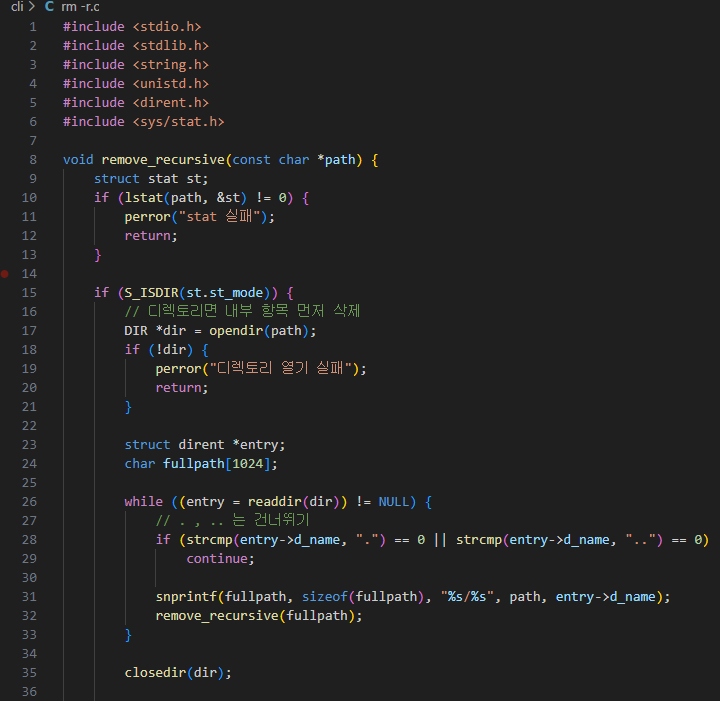 cli > C rm -r.c
1 #include <stdio.h>
2 #include <stdlib.h>
3 #include <string.h>
4 #include <unistd.h>
5 #include <dirent.h>
6 #include <sys/stat.h>
7
8 void remove_recursive(const char *path) {
9     struct stat st;
10     if (lstat(path, &st) != 0) {
11         perror("stat 실패");
12         return;
13     }
14
15     if (S_ISDIR(st.st_mode)) {
16         // 디렉토리면 내부 항목 먼저 삭제
17         DIR *dir = opendir(path);
18         if (!dir) {
19             perror("디렉토리 열기 실패");
20             return;
21         }
22
23         struct dirent *entry;
24         char fullpath[1024];
25
26         while ((entry = readdir(dir)) != NULL) {
27             // . , .. 는 건너뛰기
28             if (strcmp(entry->d_name, ".") == 0 || strcmp(entry->d_name, "..") == 0)
29                 continue;
30
31             snprintf(fullpath, sizeof(fullpath), "%s/%s", path, entry->d_name);
32             remove_recursive(fullpath);
33         }
34
35         closedir(dir);
36